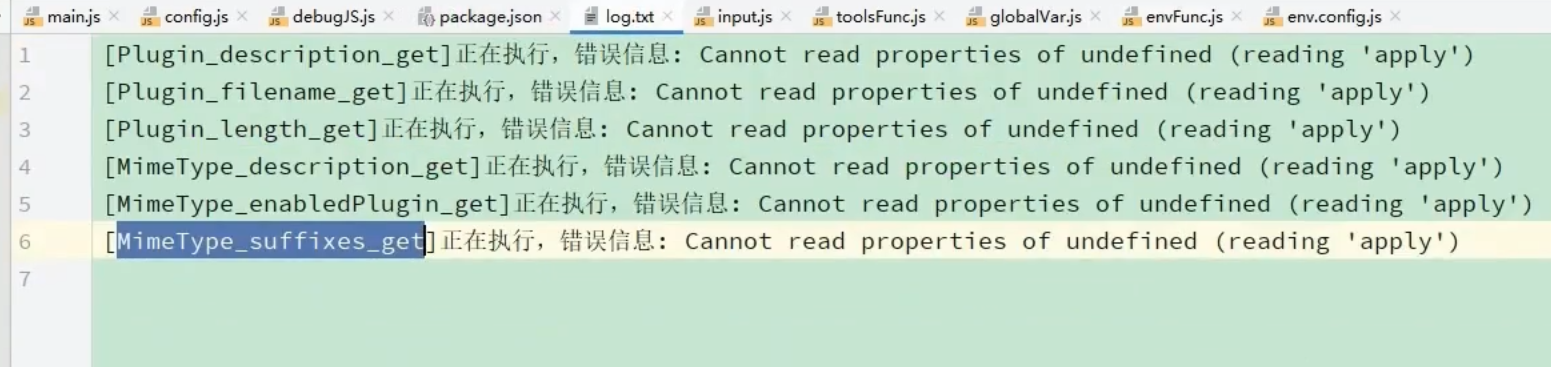 main.js config.js debugJS.js package.json log.txt input.js toolsFunc.js globalVar.js envFunc.js env.config.js
1 [Plugin_description_get]正在执行，错误信息: Cannot read properties of undefined (reading 'apply')
2 [Plugin_filename_get]正在执行，错误信息: Cannot read properties of undefined (reading 'apply')
3 [Plugin_length_get]正在执行，错误信息: Cannot read properties of undefined (reading 'apply')
4 [MimeType_description_get]正在执行，错误信息: Cannot read properties of undefined (reading 'apply')
5 [MimeType_enabledPlugin_get]正在执行，错误信息: Cannot read properties of undefined (reading 'apply')
6 [MimeType_suffixes_get]正在执行，错误信息: Cannot read properties of undefined (reading 'apply')
7